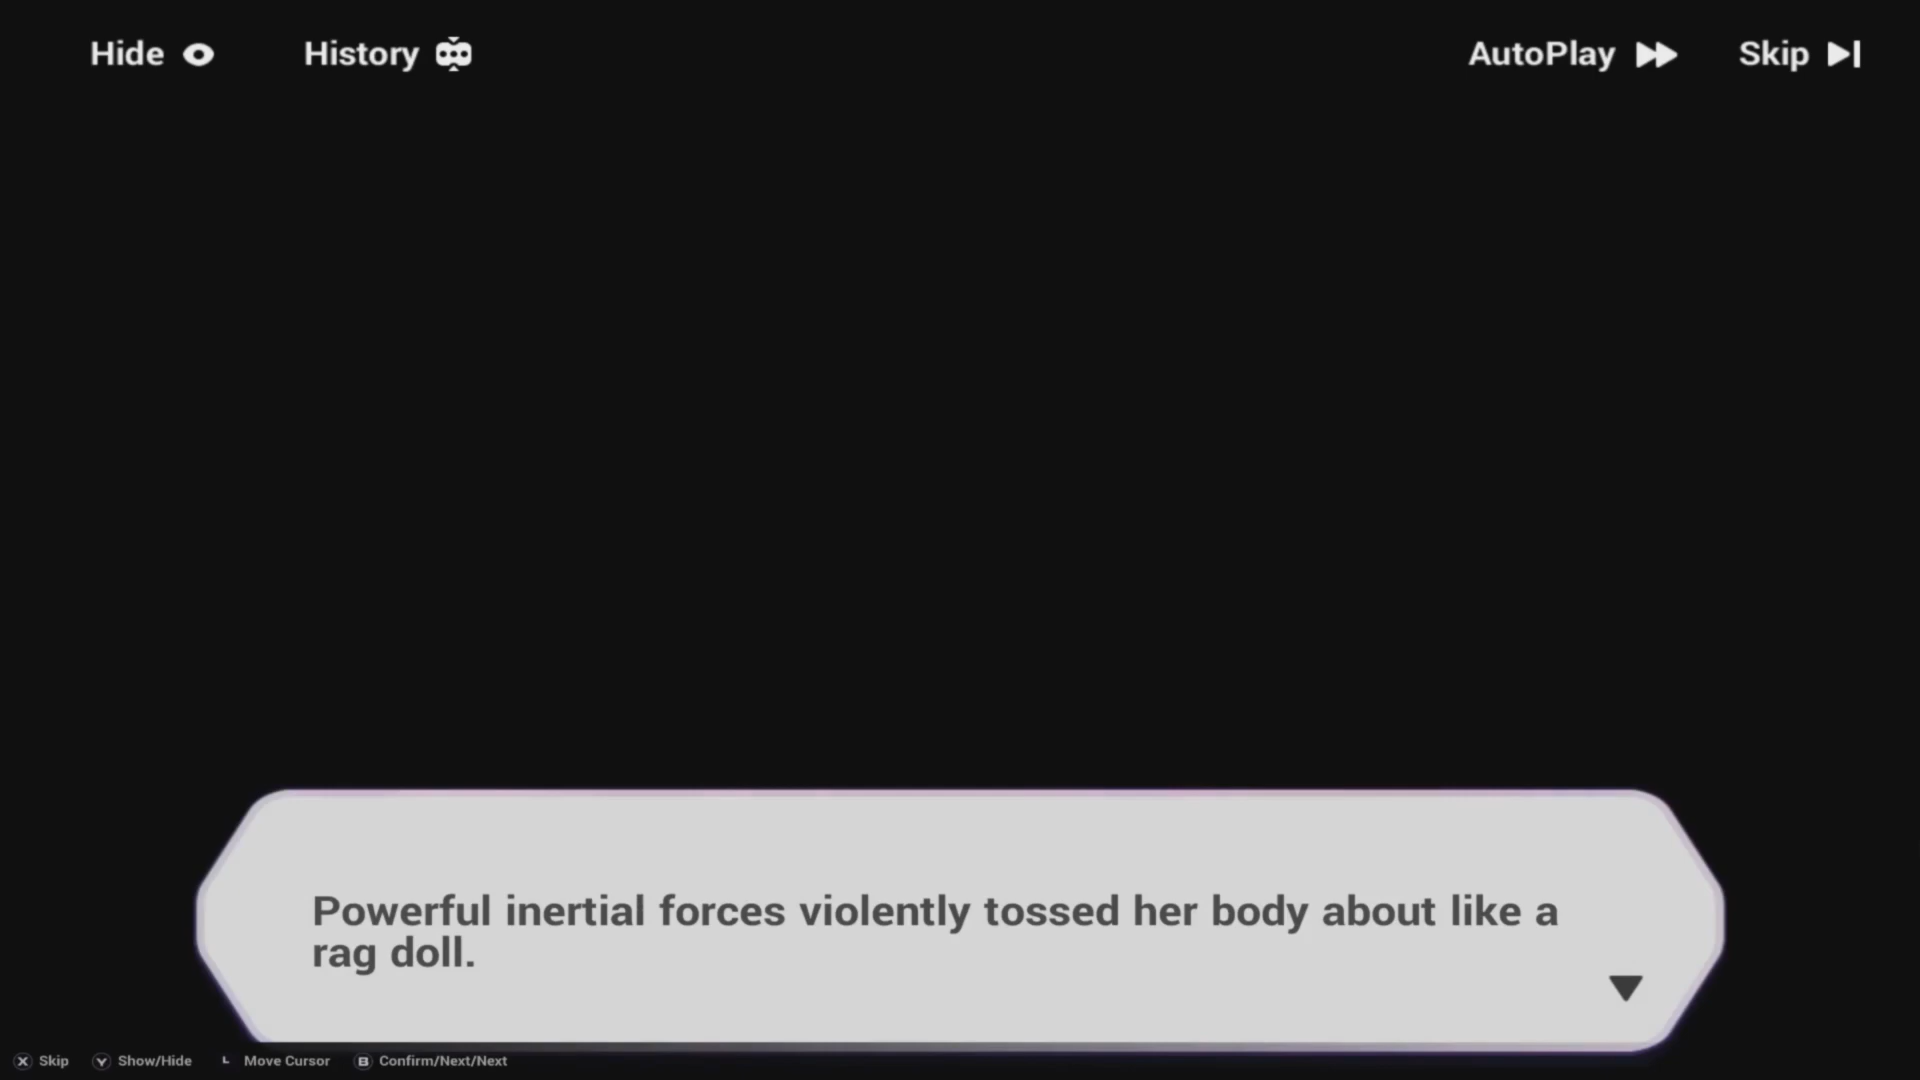 Hide
History
AutoPlay
Skip
Powerful inertial forces violently tossed her body about like a
rag doll.
X Skip
Y Show/Hide
L Move Cursor
B Confirm/Next/Next